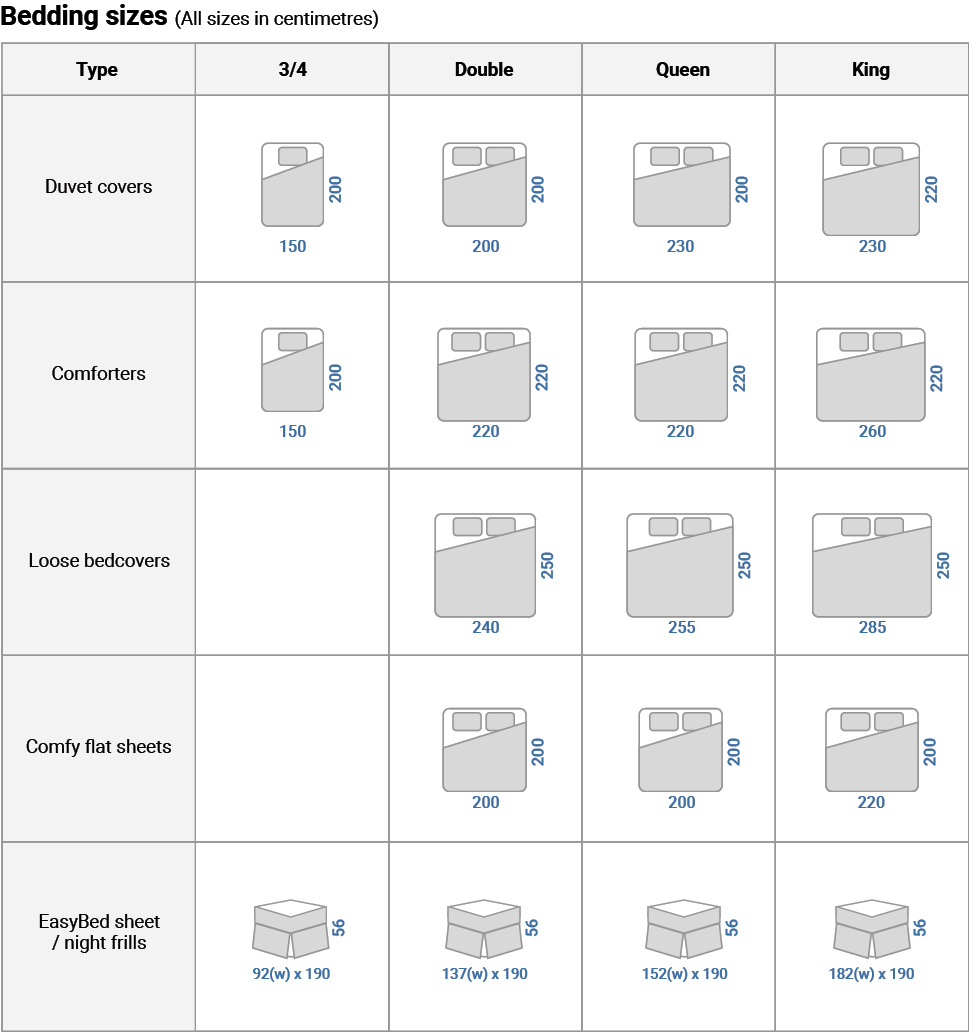 Bedding sizes (All sizes in centimetres)
Type 3/4 Double Queen King
Duvet covers
200 200 200 220
150 200 230 230
Comforters
200 220 220 220
150 220 220 260
Loose bedcovers
250 250 250
240 255 285
Comfy flat sheets
200 200 200
200 200 220
EasyBed sheet
/ night frills
56 56 56 56
92(w) x 190 137(w) x 190 152(w) x 190 182(w) x 190